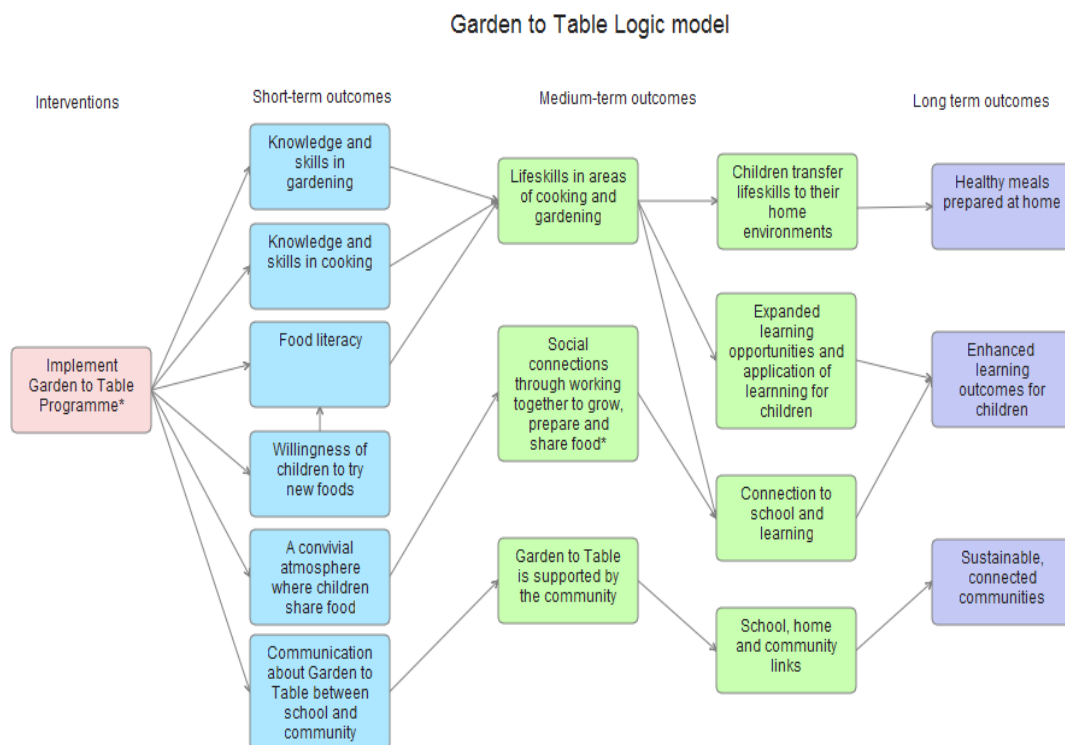 Garden to Table Logic model
Interventions
Short-term outcomes
Medium-term outcomes
Long term outcomes
Implement
Garden to Table
Programme*
Knowledge and
skills in
gardening
Knowledge and
skills in cooking
Food literacy
Willingness of
children to try
new foods
A convivial
atmosphere
where children
share food
Communication
about Garden to
Table between
school and
community
Lifeskills in areas
of cooking and
gardening
Social
connections
through working
together to grow,
prepare and
share food*
Garden to Table
is supported by
the community
Children transfer
lifeskills to their
home
environments
Expanded
learning
opportunities and
application of
learnning for
children
Connection to
school and
learning
School, home
and community
links
Healthy meals
prepared at home
Enhanced
learning
outcomes for
children
Sustainable,
connected
communities